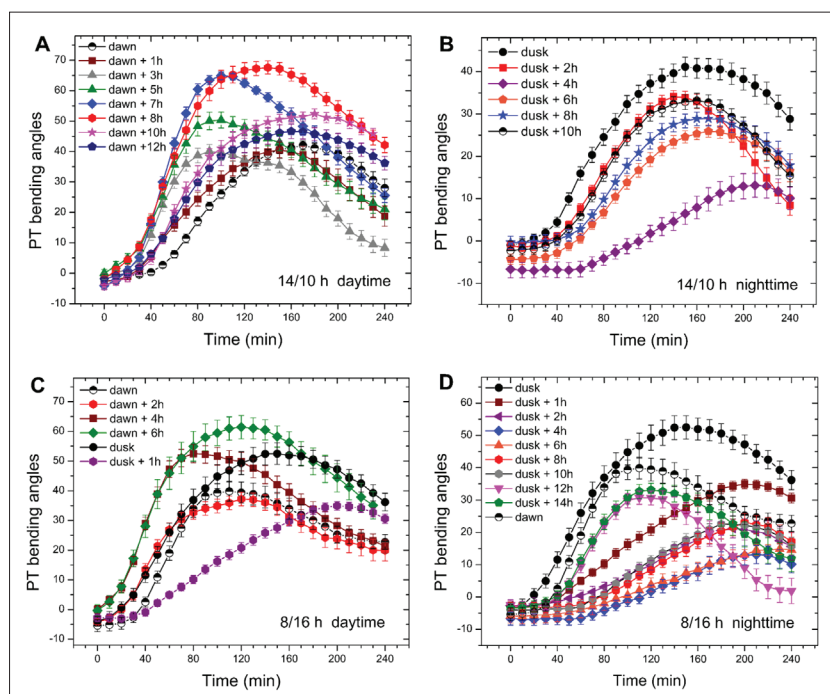 A
dawn
dawn + 1h
dawn + 3h
dawn + 5h
dawn + 7h
dawn + 8h
dawn +10h
dawn +12h
PT bending angles
70
60
50
40
30
20
10
0
-10
14/10 h daytime
0 40 80 120 160 200 240
Time (min)
B
dusk
dusk + 2h
dusk + 4h
dusk + 6h
dusk + 8h
dusk +10h
PT bending angles
40
30
20
10
0
-10
14/10 h nighttime
0 40 80 120 160 200 240
Time (min)
C
dawn
dawn + 2h
dawn + 4h
dawn + 6h
dusk
dusk + 1h
PT bending angles
70
60
50
40
30
20
10
0
-10
8/16 h daytime
0 40 80 120 160 200 240
Time (min)
D
dusk
dusk + 1h
dusk + 2h
dusk + 4h
dusk + 6h
dusk + 8h
dusk + 10h
dusk + 12h
dusk + 14h
dawn
PT bending angles
60
50
40
30
20
10
0
-10
8/16 h nighttime
0 40 80 120 160 200 240
Time (min)